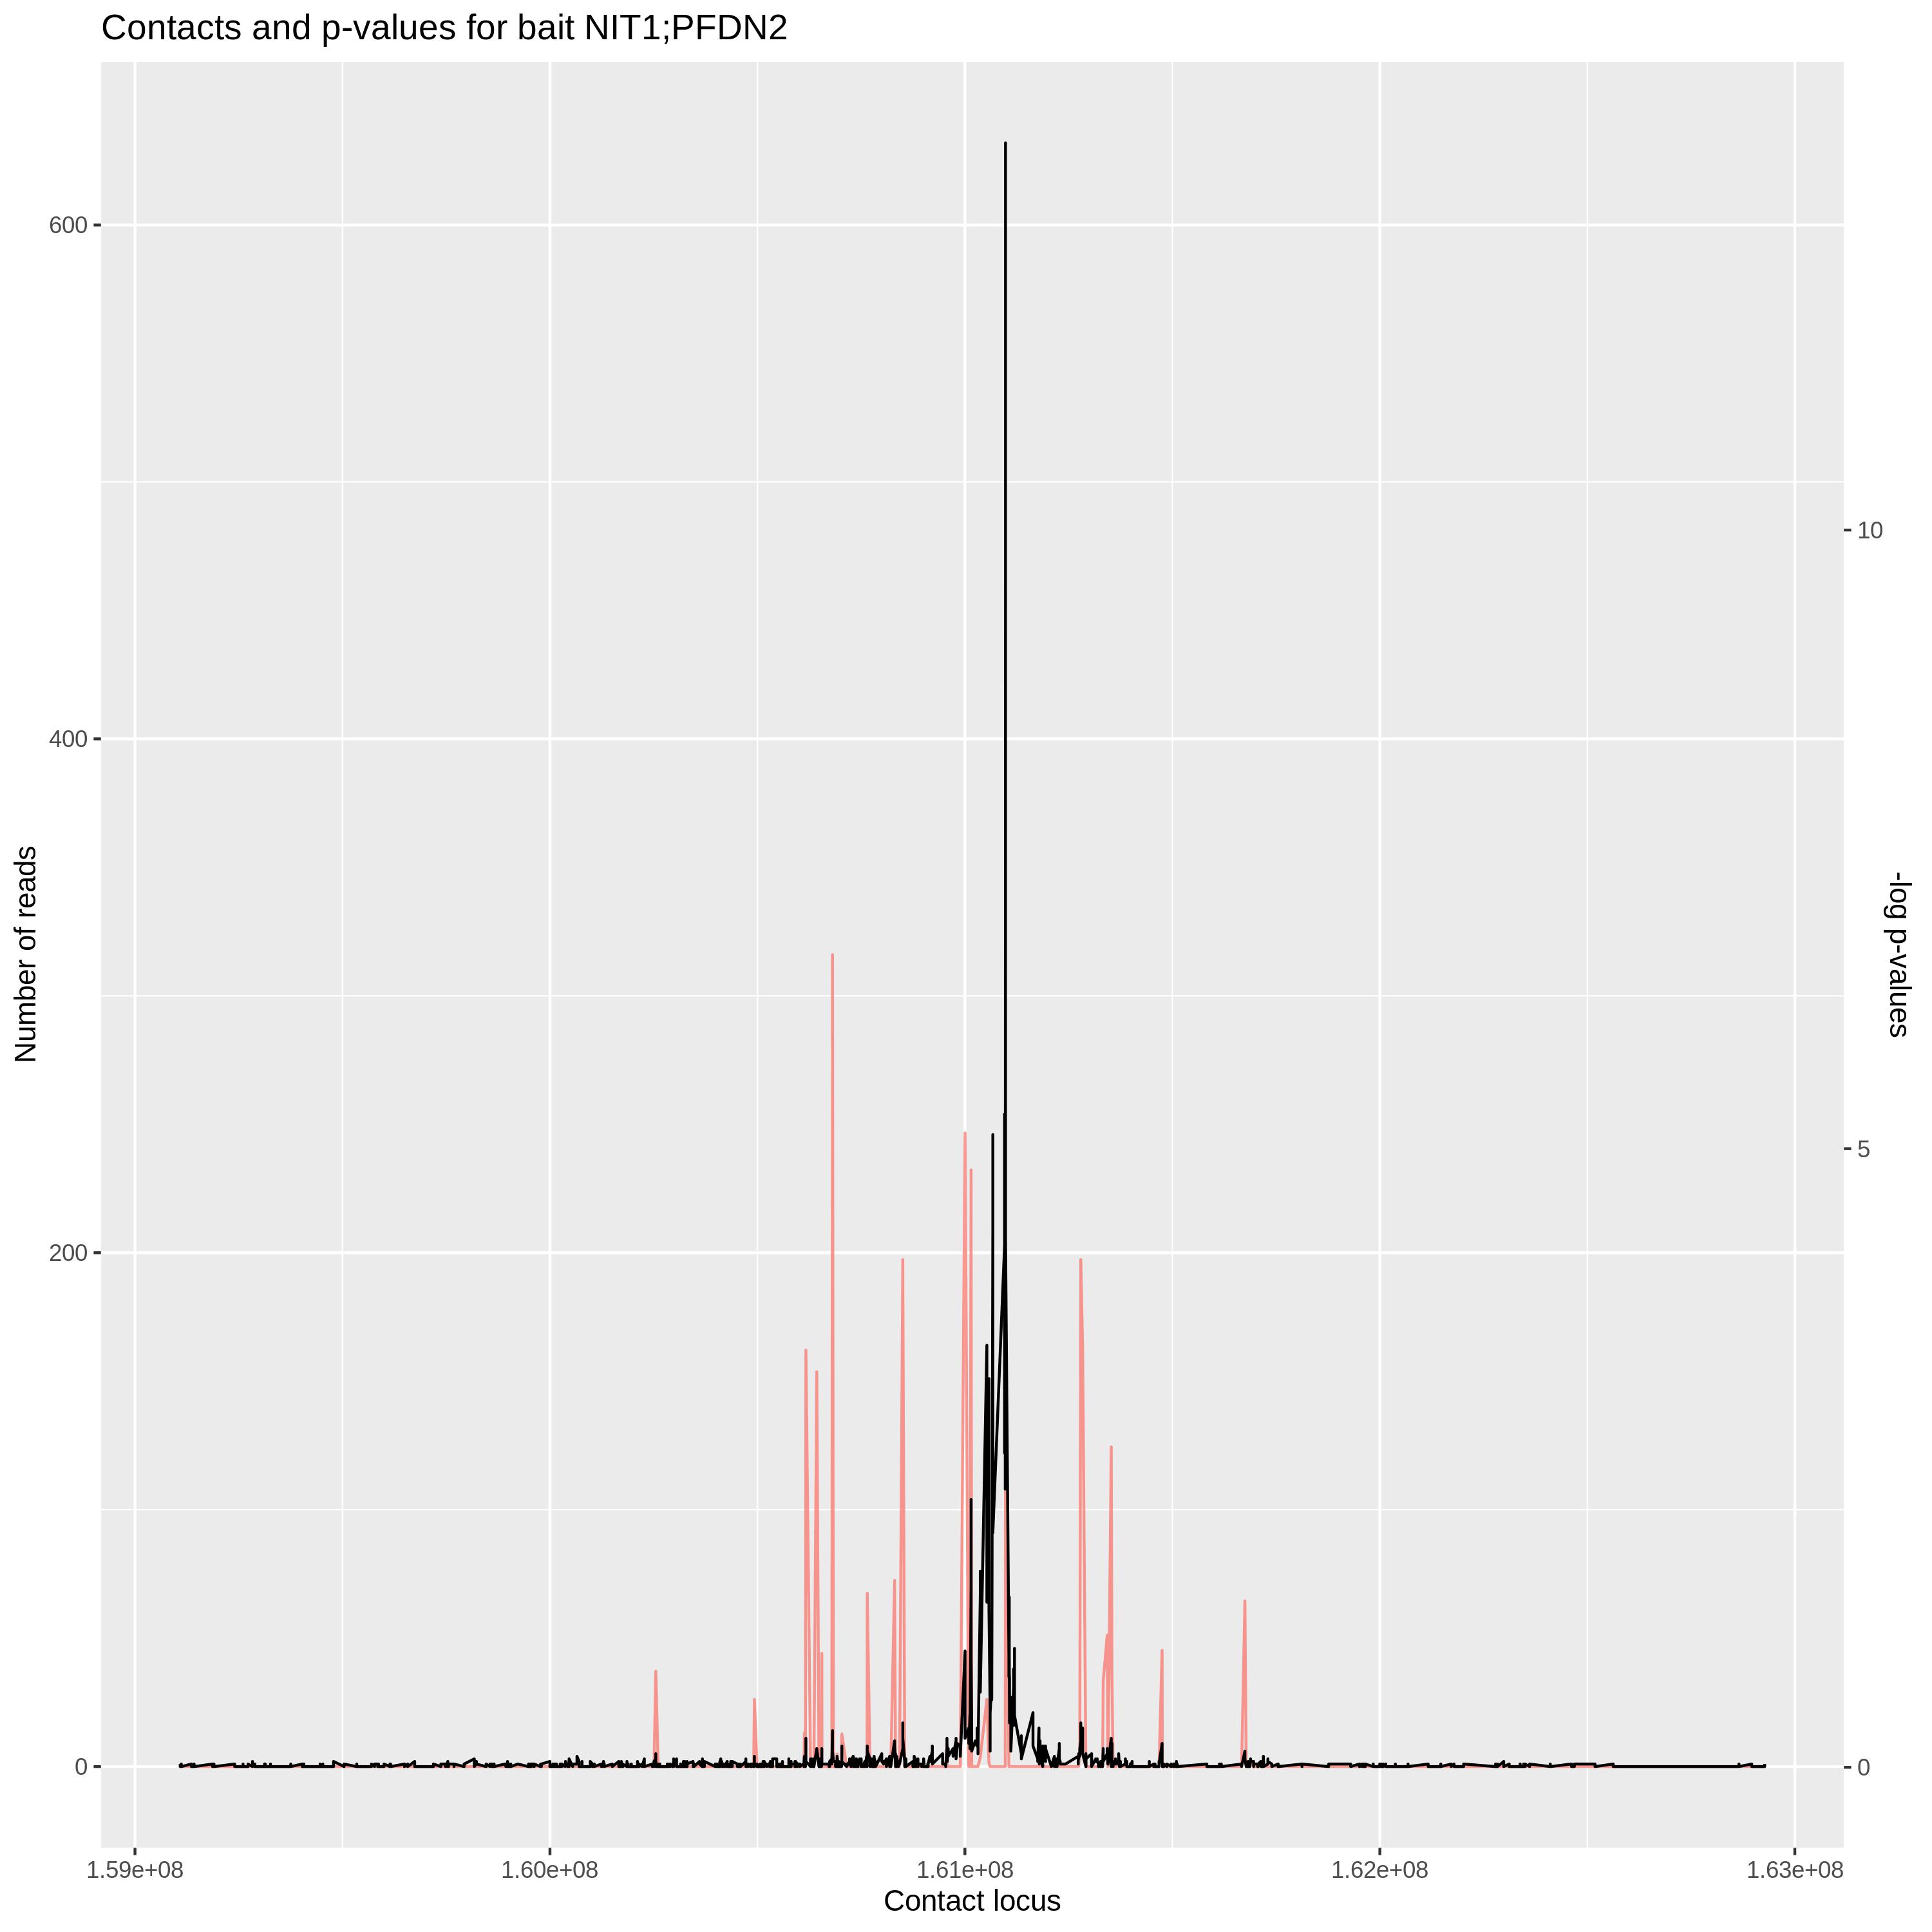 Contacts and p-values for bait NIT1;PFDN2
Number of reads
600
400
200
0
10
5
0
-log p-values
1.59e+08
1.60e+08
1.61e+08
1.62e+08
1.63e+08
Contact locus